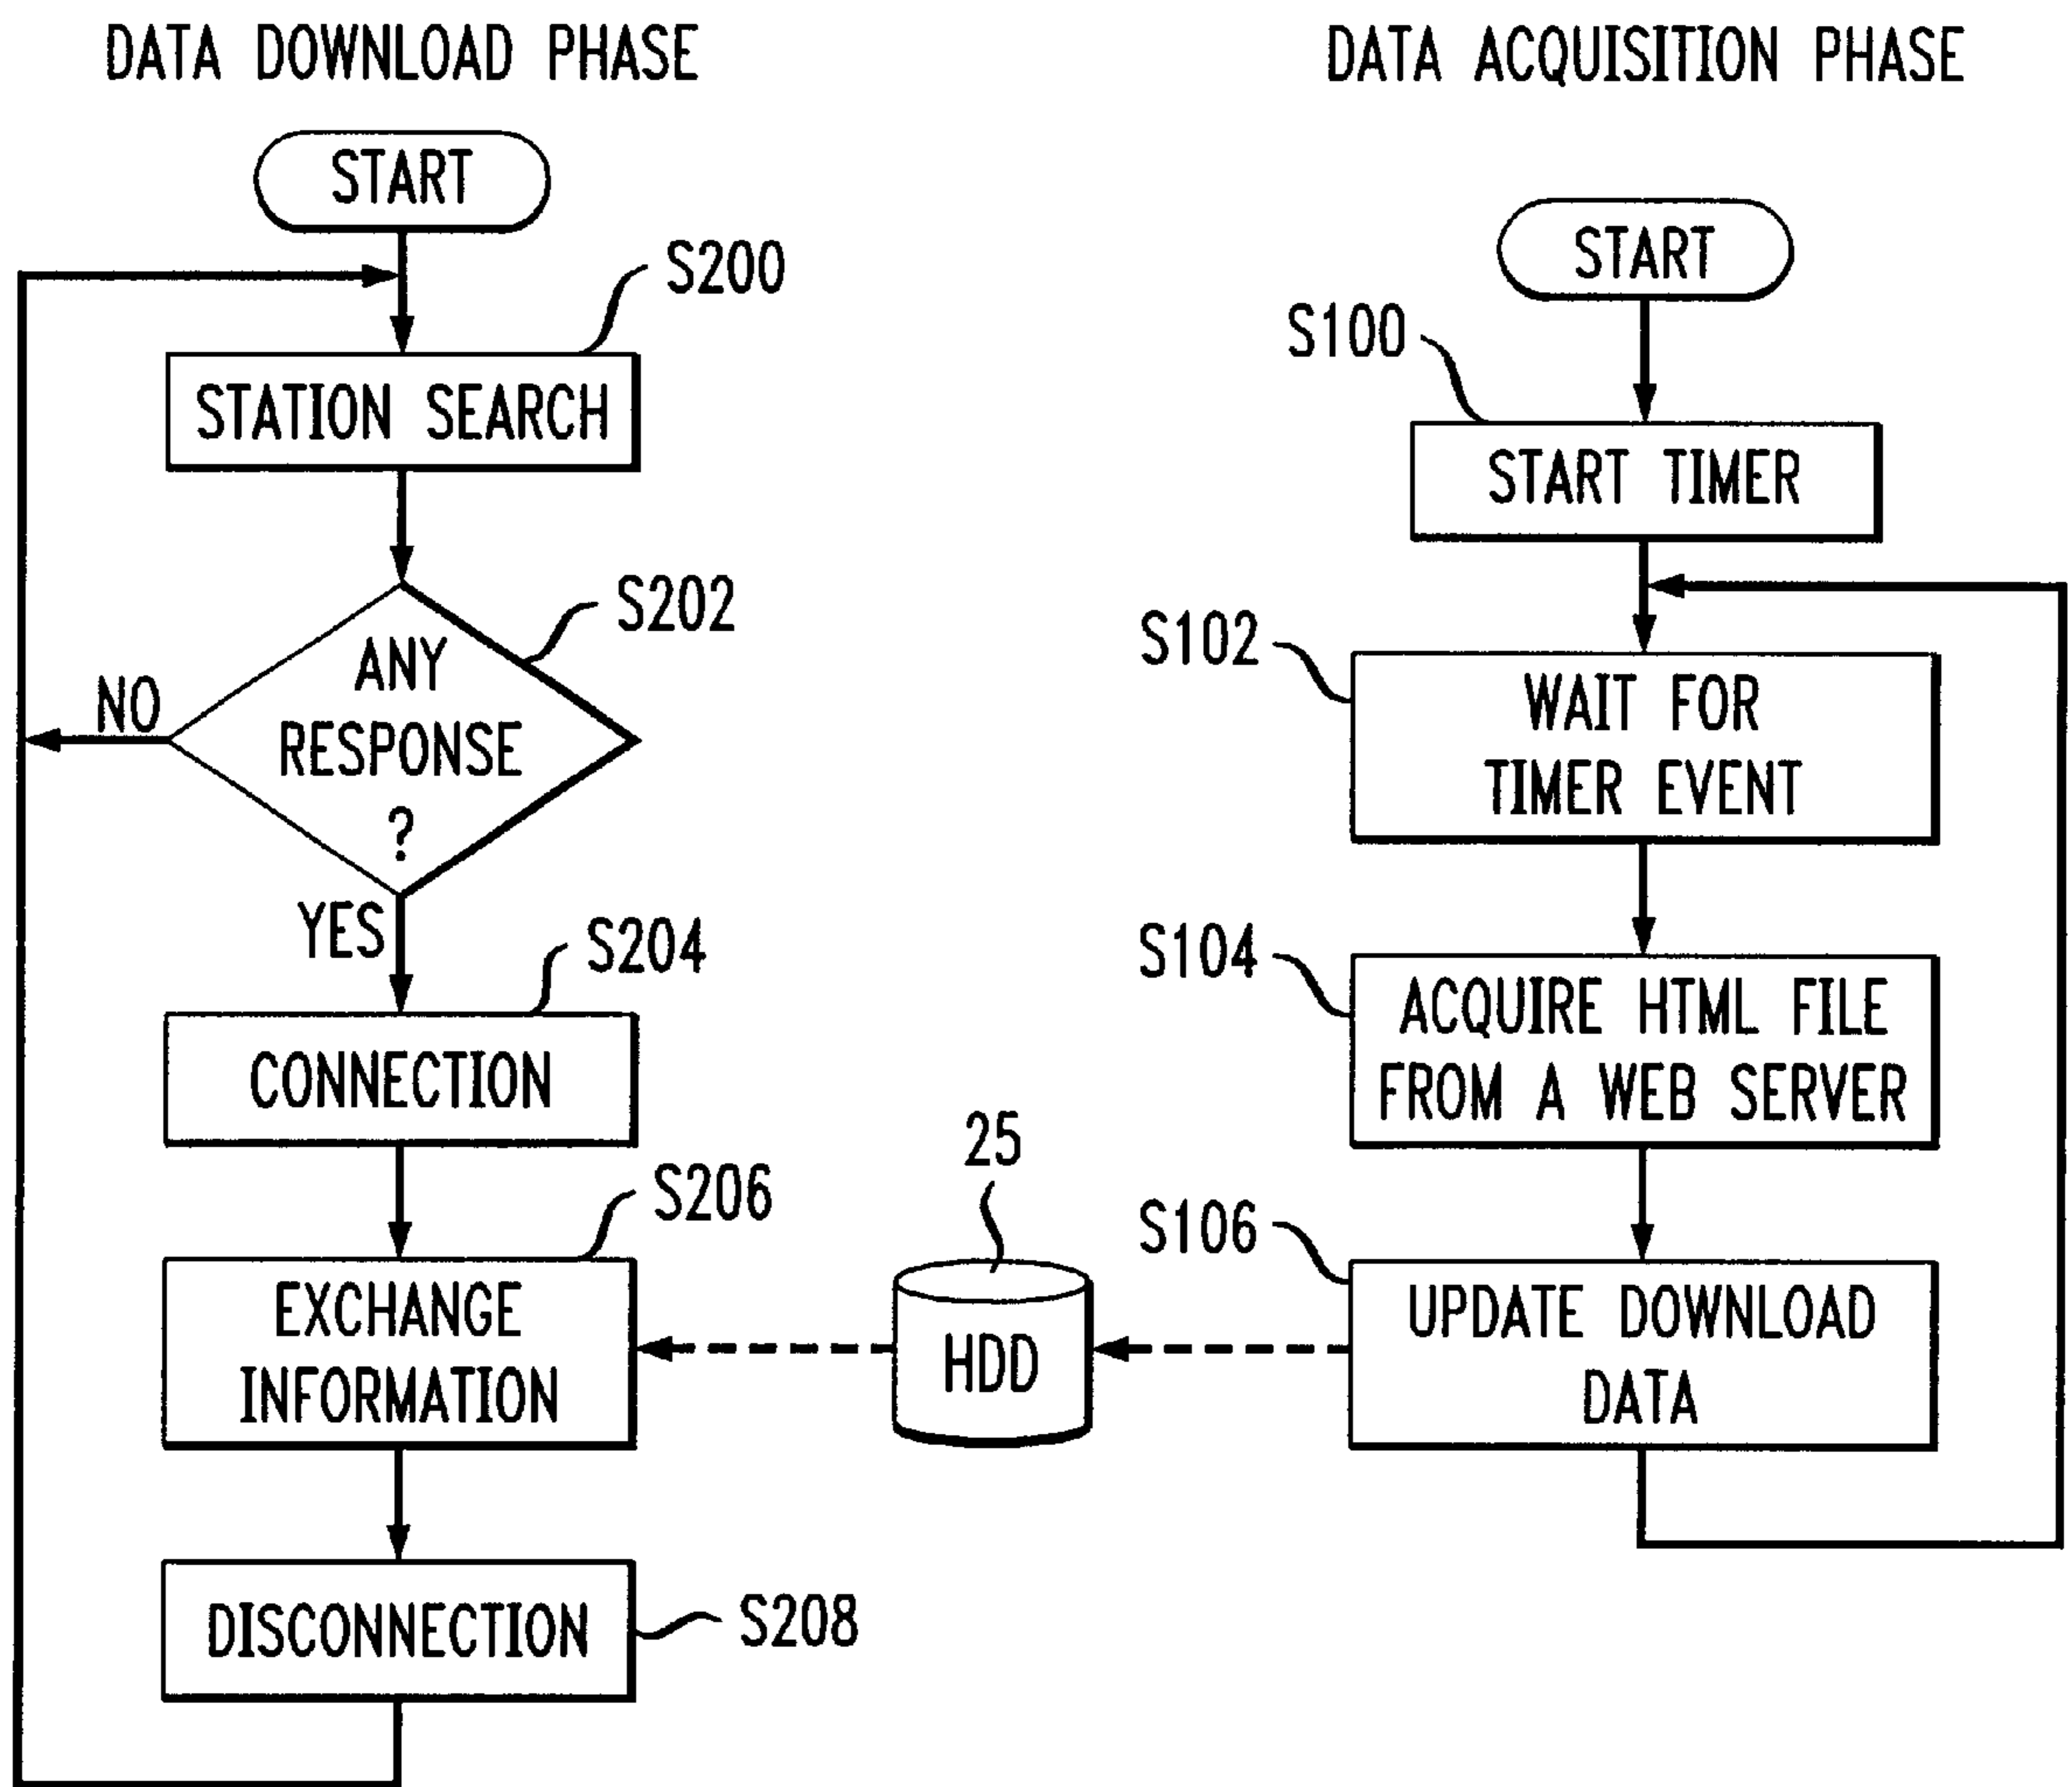 DATA DOWNLOAD PHASE
START
S200
STATION SEARCH
S202
ANY
RESPONSE
?
NO
YES
S204
CONNECTION
S206
EXCHANGE
INFORMATION
DISCONNECTION
S208
25
HDD
DATA ACQUISITION PHASE
START
S100
START TIMER
S102
WAIT FOR
TIMER EVENT
S104
ACQUIRE HTML FILE
FROM A WEB SERVER
S106
UPDATE DOWNLOAD
DATA